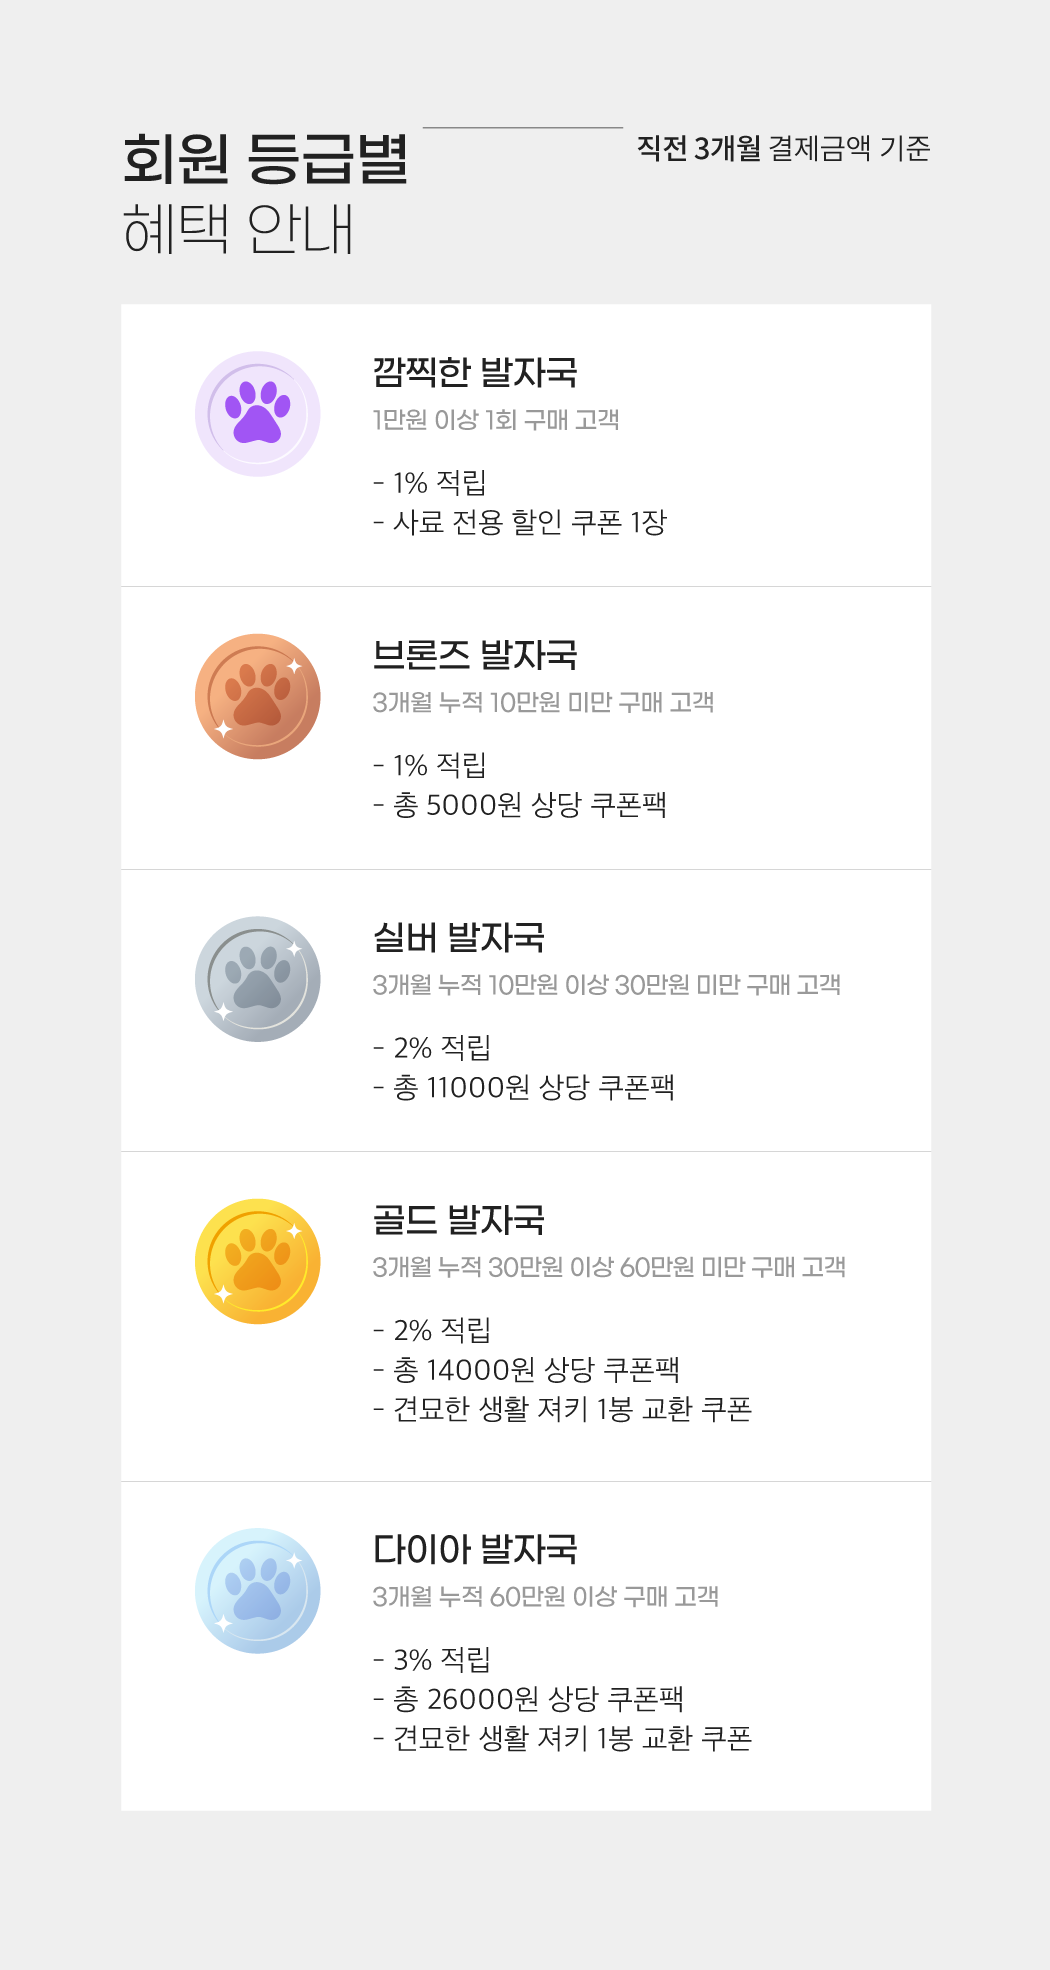 회원 등급별
혜택 안내
직전 3개월 결제금액 기준
깜찍한 발자국
1만원 이상 1회 구매 고객
- 1% 적립
- 사료 전용 할인 쿠폰 1장
브론즈 발자국
3개월 누적 10만원 미만 구매 고객
- 1% 적립
- 총 5000원 상당 쿠폰팩
실버 발자국
3개월 누적 10만원 이상 30만원 미만 구매 고객
- 2% 적립
- 총 11000원 상당 쿠폰팩
골드 발자국
3개월 누적 30만원 이상 60만원 미만 구매 고객
- 2% 적립
- 총 14000원 상당 쿠폰팩
- 견묘한 생활 져키 1봉 교환 쿠폰
다이아 발자국
3개월 누적 60만원 이상 구매 고객
- 3% 적립
- 총 26000원 상당 쿠폰팩
- 견묘한 생활 져키 1봉 교환 쿠폰